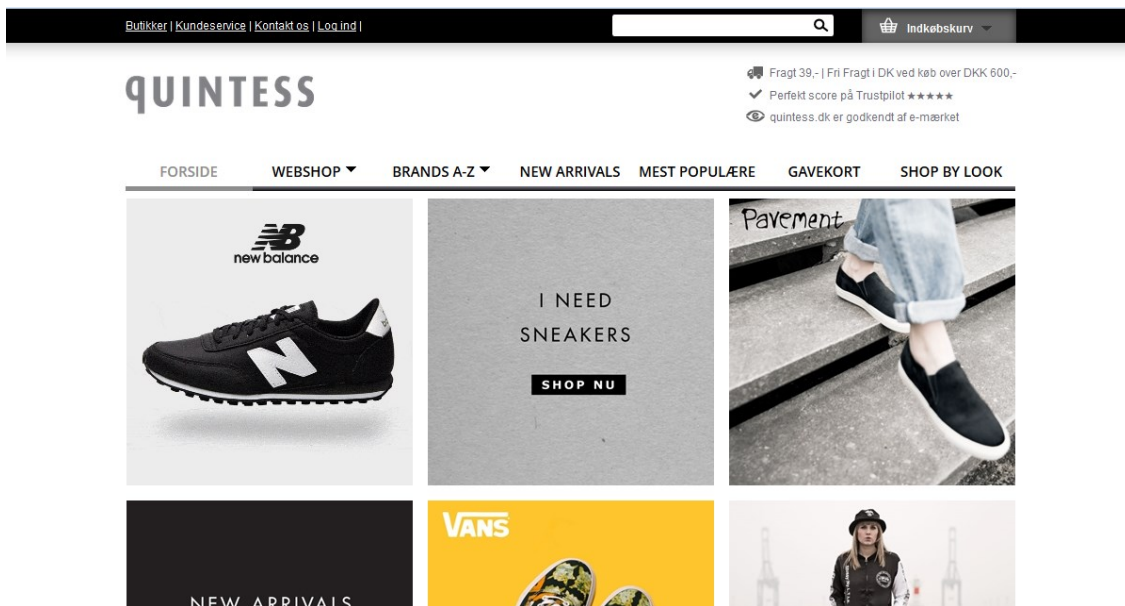 Butikker | Kundeservice | Kontakt os | Log ind |
Indkøbskurv
QUINTESS
Fragt 39,- | Fri Fragt i DK ved køb over DKK 600,-
Perfekt score på Trustpilot ★★★★★
quintess.dk er godkendt af e-mærket
FORSIDE WEBSHOP BRANDS A-Z NEW ARRIVALS MEST POPULÆRE GAVEKORT SHOP BY LOOK
NB
new balance
N
I NEED
SNEAKERS
SHOP NU
Pavement
NEW ARRIVALS
VANS